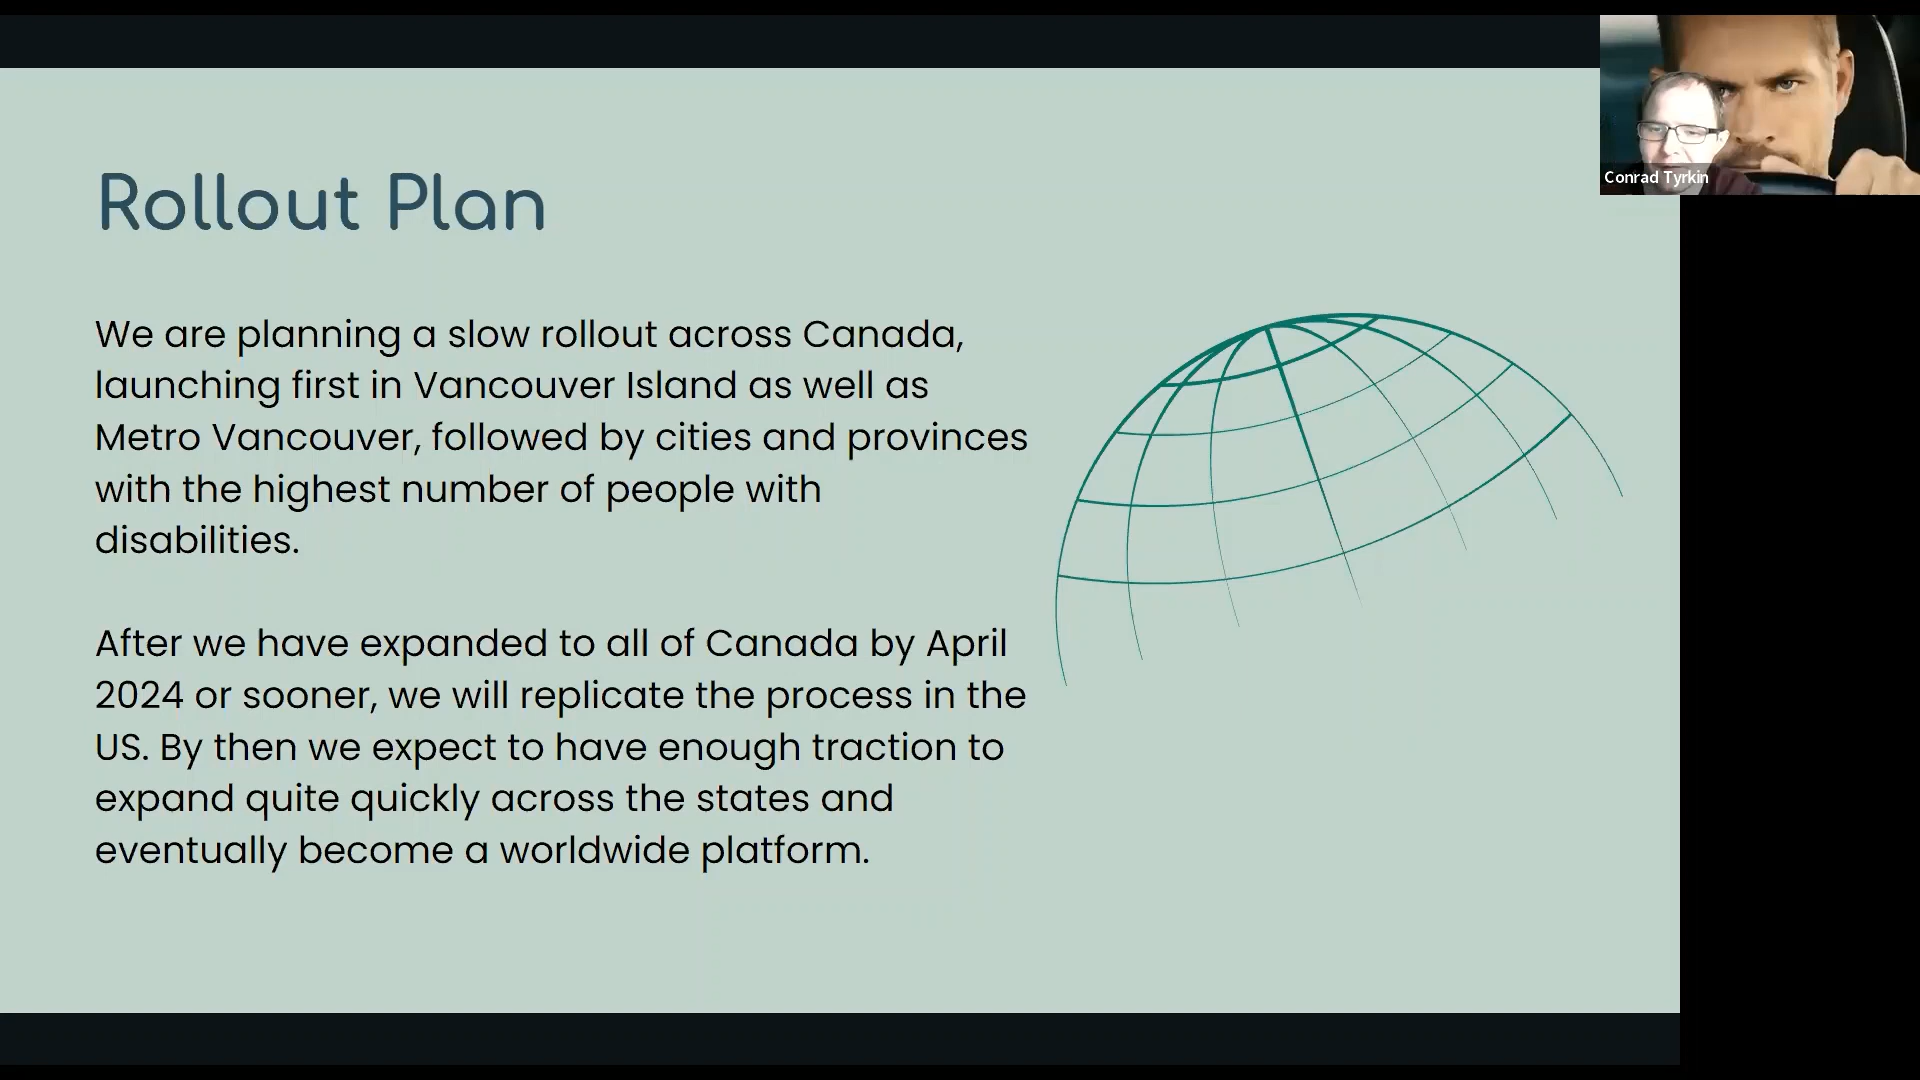 Rollout Plan
We are planning a slow rollout across Canada,
launching first in Vancouver Island as well as
Metro Vancouver, followed by cities and provinces
with the highest number of people with
disabilities.
After we have expanded to all of Canada by April
2024 or sooner, we will replicate the process in the
US. By then we expect to have enough traction to
expand quite quickly across the states and
eventually become a worldwide platform.
Conrad Tyrkin